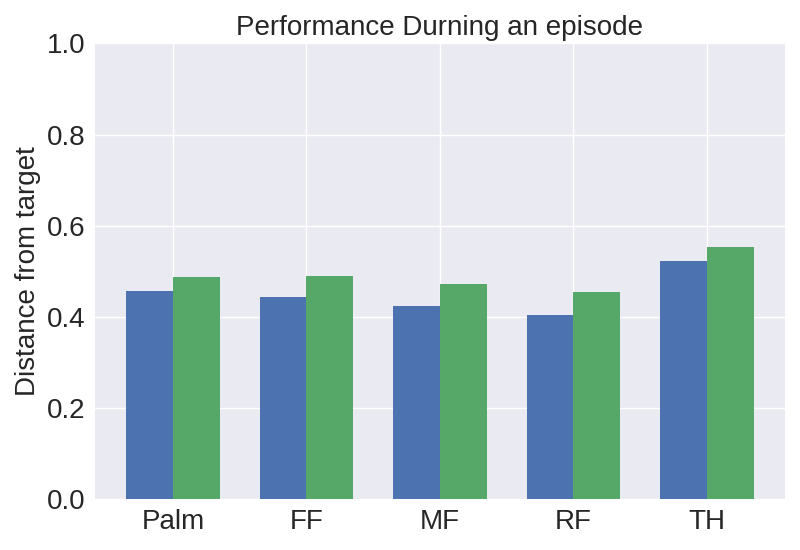 Performance Durning an episode
Distance from target
1.0
0.8
0.6
0.4
0.2
0.0
Palm FF MF RF TH